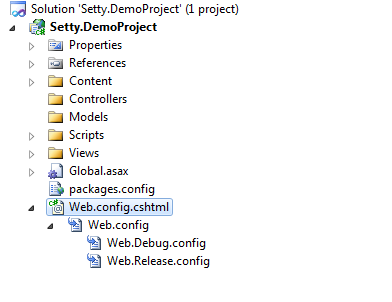 Solution 'Setty.DemoProject' (1 project)
Setty.DemoProject
Properties
References
Content
Controllers
Models
Scripts
Views
Global.asax
packages.config
Web.config.cshtml
Web.config
Web.Debug.config
Web.Release.config